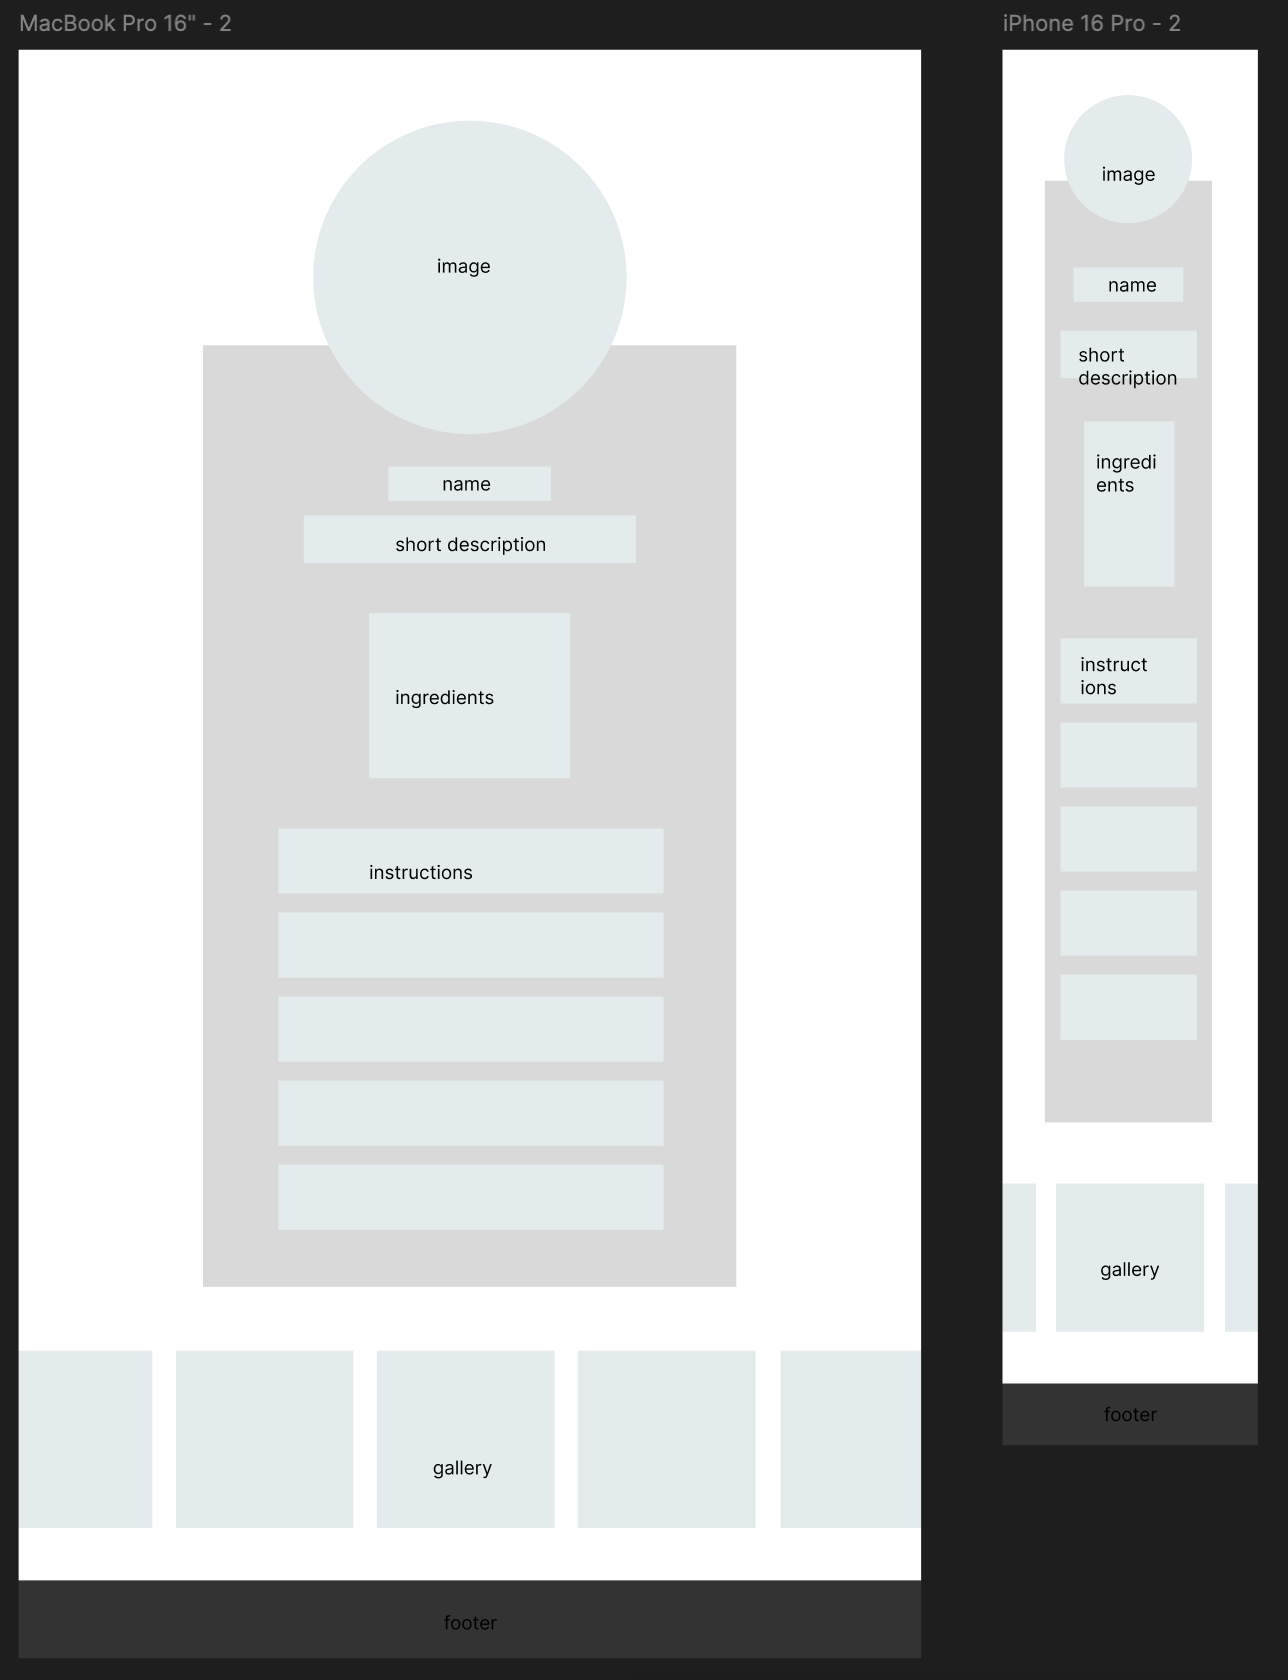 MacBook Pro 16" - 2
image
name
short description
ingredients
instructions
gallery
footer
iPhone 16 Pro - 2
image
name
short
description
ingredi
ents
instruct
ions
gallery
footer